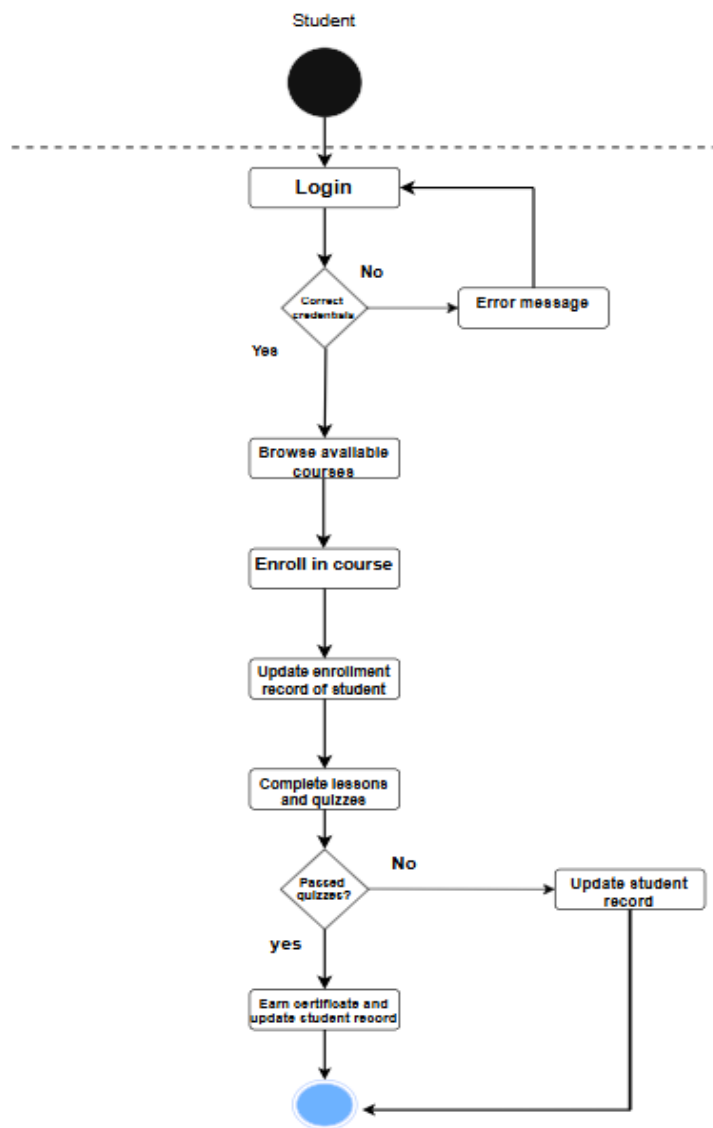 Student
Login
No
Correct
credentials
Error message
Yes
Browse available
courses
Enroll in course
Update enrollment
record of student
Complete lessons
and quizzes
No
Passed
quizzes?
Update student
record
yes
Earn certificate and
update student record